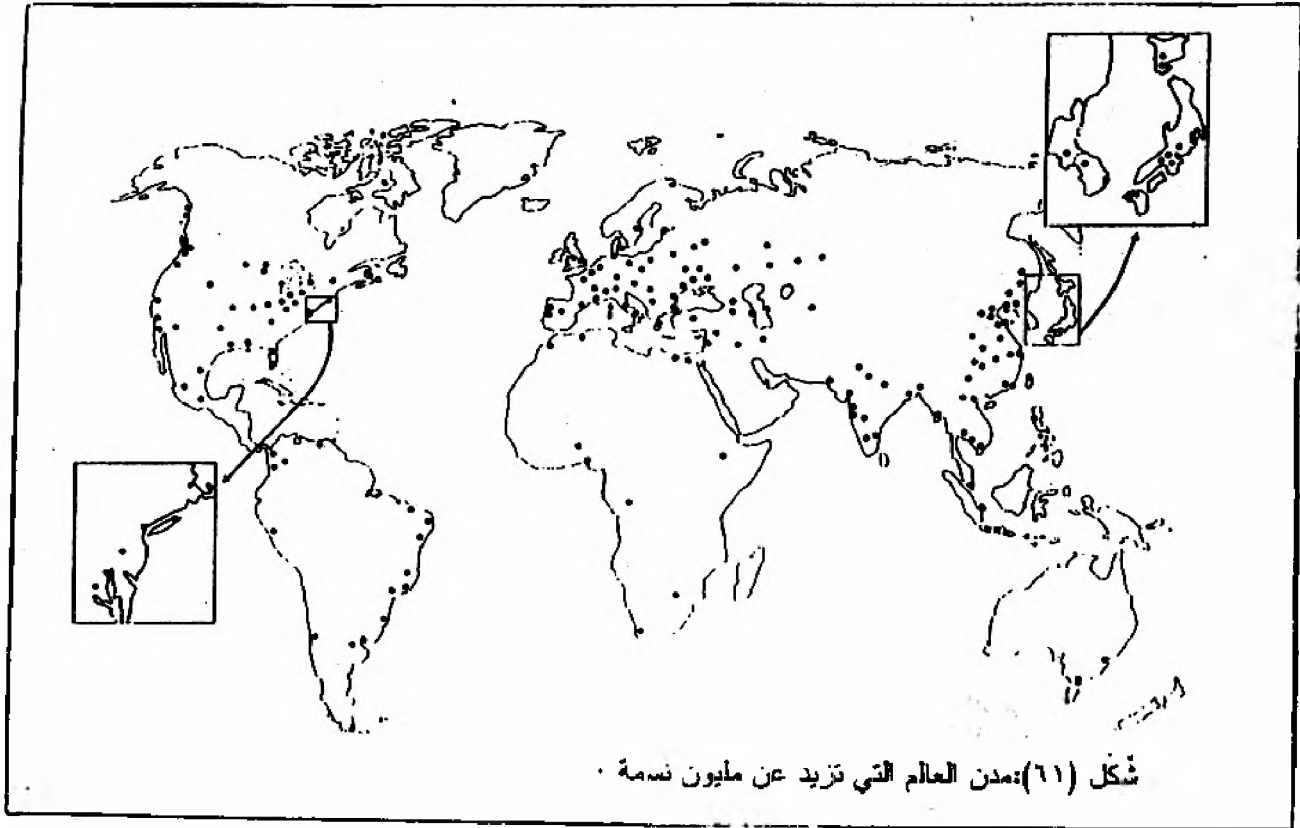 شكل (٦١):مدن العالم التي تزيد عن مليون نسمة .